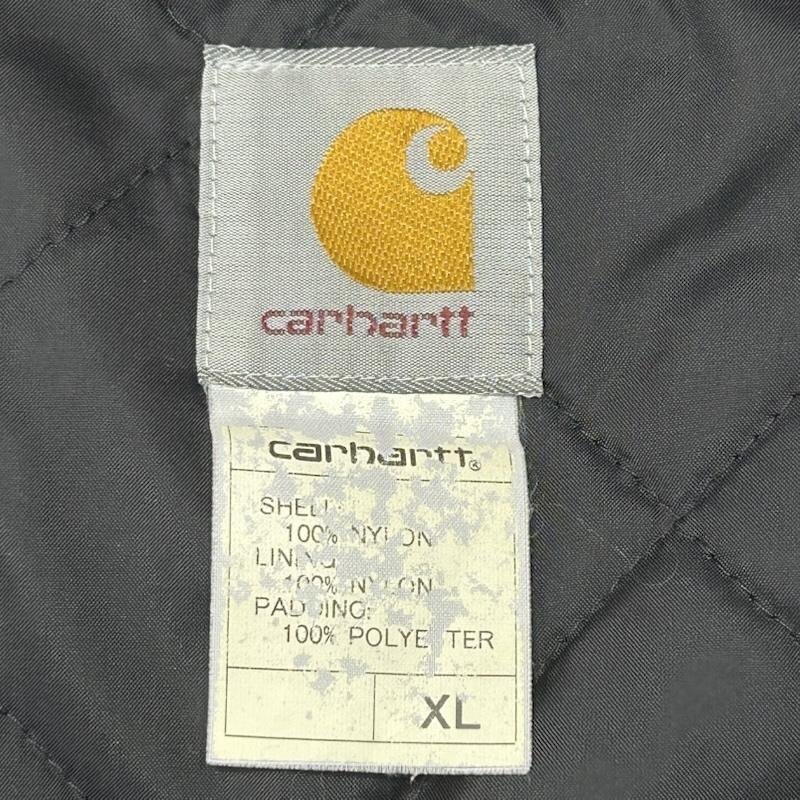 carhartt
carhartt®
SHELL:
100% NYLON
LINING:
100% NYLON
PADDING:
100% POLYESTER
XL